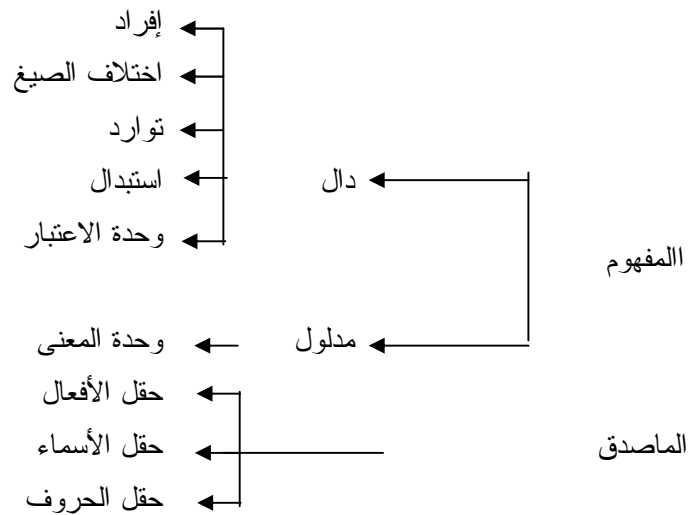 إفراد
اختلاف الصيغ
توارد
دال استبدال
وحدة الاعتبار
االمفهوم
مدلول وحدة المعنى
حقل الأفعال
الماصدق حقل الأسماء
حقل الحروف